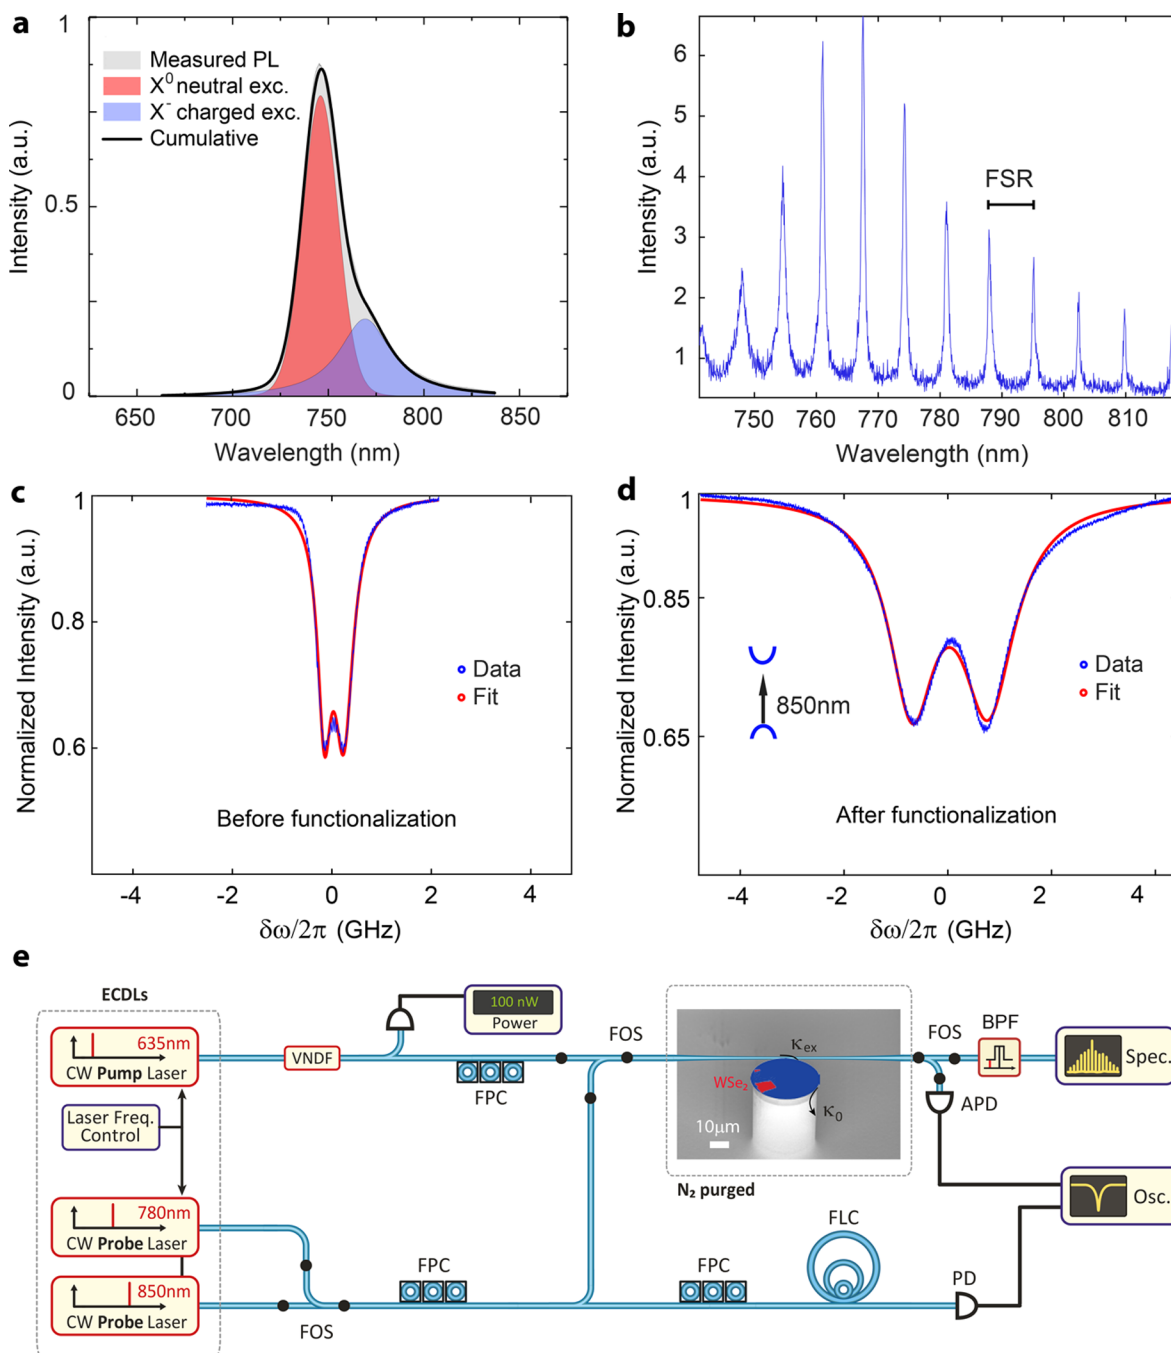 a
1
0.5
0
Intensity (a.u.)
Measured PL
X⁰ neutral exc.
X⁻ charged exc.
Cumulative
650 700 750 800 850
Wavelength (nm)
b
6
5
4
3
2
1
Intensity (a.u.)
FSR
750 760 770 780 790 800 810
Wavelength (nm)
c
1
0.8
0.6
Normalized Intensity (a.u.)
Data
Fit
Before functionalization
-4 -2 0 2 4
δω/2π (GHz)
d
1
0.85
0.65
Normalized Intensity (a.u.)
850nm
Data
Fit
After functionalization
-4 -2 0 2 4
δω/2π (GHz)
e
ECDLs
635nm
CW Pump Laser
Laser Freq.
Control
780nm
CW Probe Laser
850nm
CW Probe Laser
VNDF
100 nW
Power
FPC
FOS
κex
WSe₂
κ0
10μm
N₂ purged
FOS
BPF
Spec.
APD
Osc.
FOS
FPC
FPC
FLC
PD